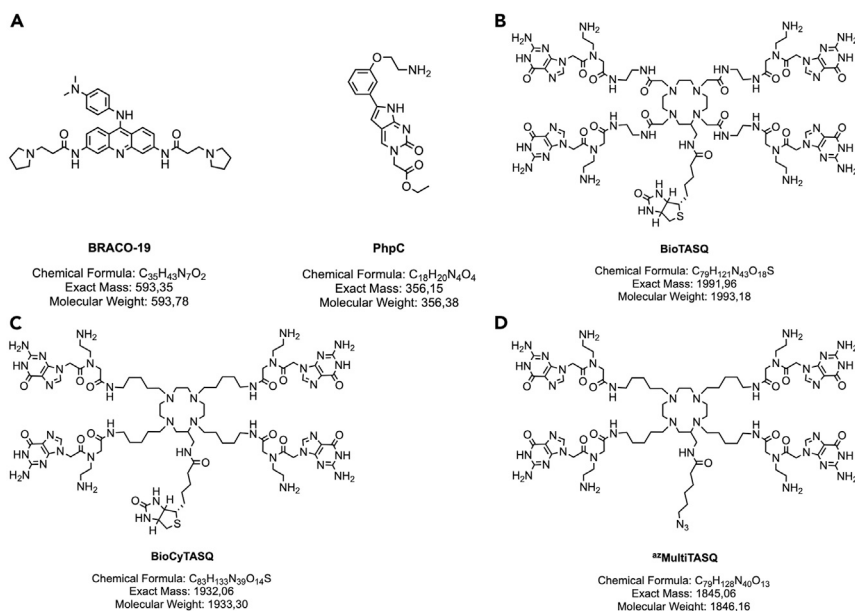 A
BRACO-19
Chemical Formula: C₃₅H₄₃N₇O₂
Exact Mass: 593,35
Molecular Weight: 593,78
PhpC
Chemical Formula: C₁₈H₂₀N₄O₄
Exact Mass: 356,15
Molecular Weight: 356,38
B
BioTASQ
Chemical Formula: C₇₉H₁₂₁N₄₃O₁₈S
Exact Mass: 1991,96
Molecular Weight: 1993,18
C
BioCyTASQ
Chemical Formula: C₈₃H₁₃₃N₃₉O₁₄S
Exact Mass: 1932,06
Molecular Weight: 1933,30
D
ᵃᶻMultiTASQ
Chemical Formula: C₇₉H₁₂₈N₄₀O₁₃
Exact Mass: 1845,06
Molecular Weight: 1846,16